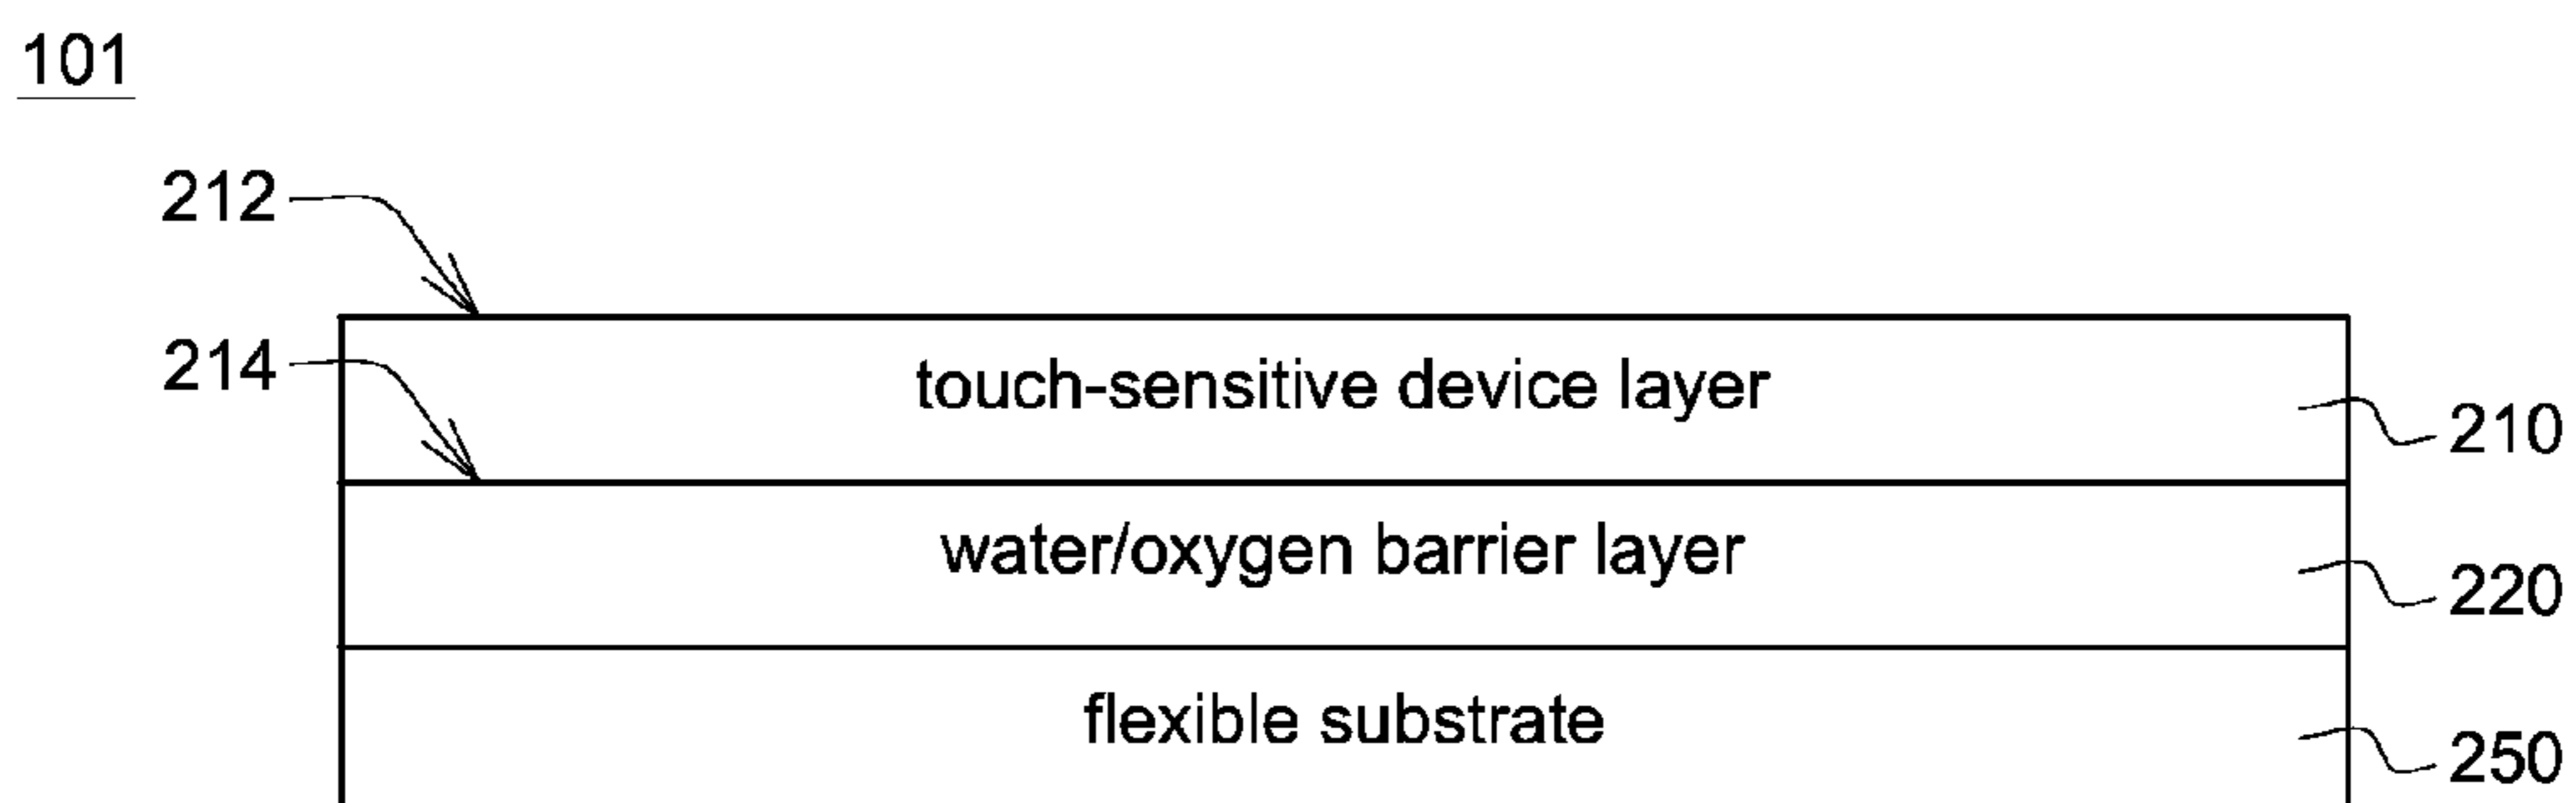 101
212
214
touch-sensitive device layer
210
water/oxygen barrier layer
220
flexible substrate
250